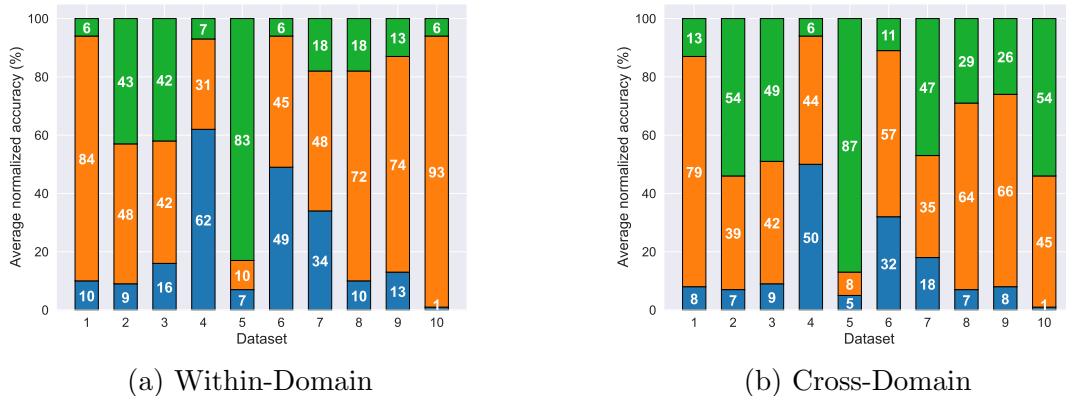 100
80
60
40
20
0
Average normalized accuracy (%)
6 43 42 7 83 6 18 18 13 6
84 48 42 31 10 45 48 72 74 93
10 9 16 62 7 49 34 10 13 1
1 2 3 4 5 6 7 8 9 10
Dataset
(a) Within-Domain
100
80
60
40
20
0
Average normalized accuracy (%)
13 54 49 6 87 11 47 29 26 54
79 39 42 44 8 57 35 64 66 45
8 7 9 50 5 32 18 7 8 1
1 2 3 4 5 6 7 8 9 10
Dataset
(b) Cross-Domain